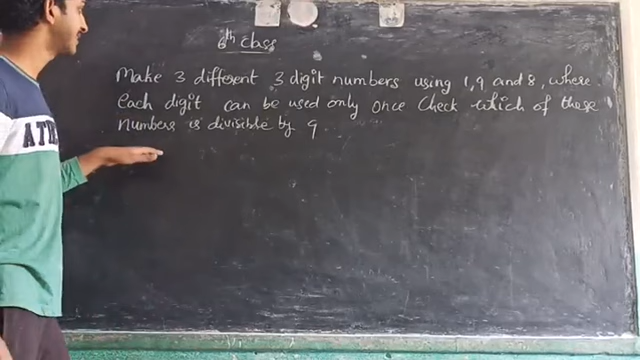 6th class
Make 3 different 3 digit numbers using 1,9 and 8, where
each digit can be used only once Check which of these
numbers is divisible by 9
ATH